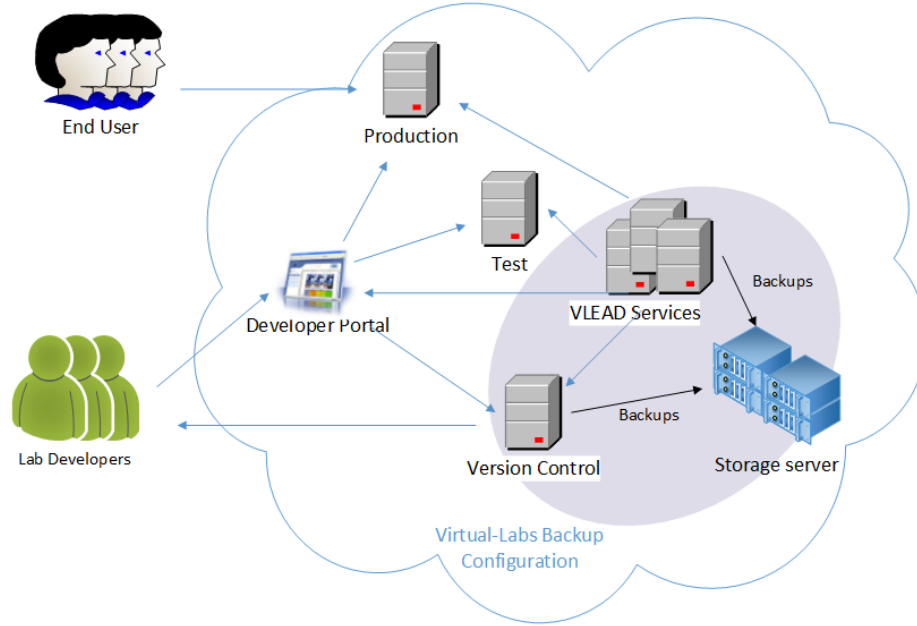 End User
Production
Test
Developer Portal
VLEAD Services
Backups
Lab Developers
Backups
Version Control
Storage server
Virtual-Labs Backup
Configuration